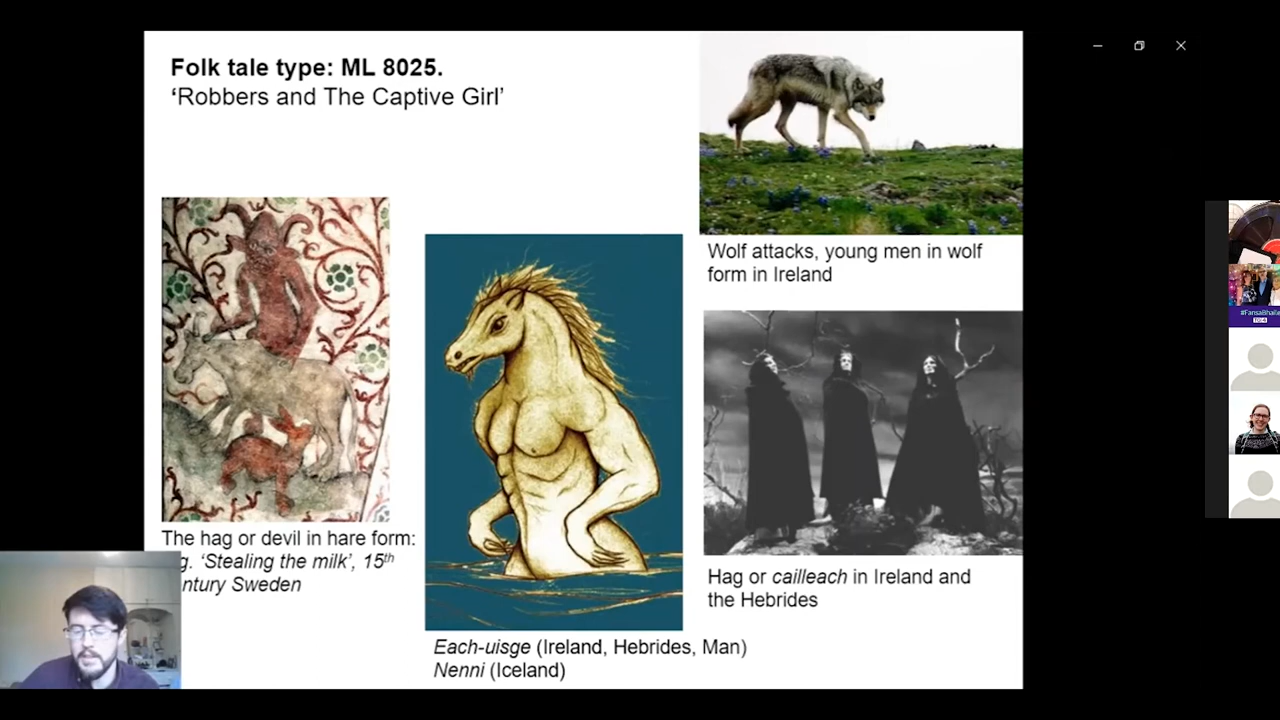 Folk tale type: ML 8025.
‘Robbers and The Captive Girl’
Wolf attacks, young men in wolf
form in Ireland
The hag or devil in hare form:
g. ‘Stealing the milk’, 15th
ntury Sweden
Hag or cailleach in Ireland and
the Hebrides
Each-uisge (Ireland, Hebrides, Man)
Nenni (Iceland)